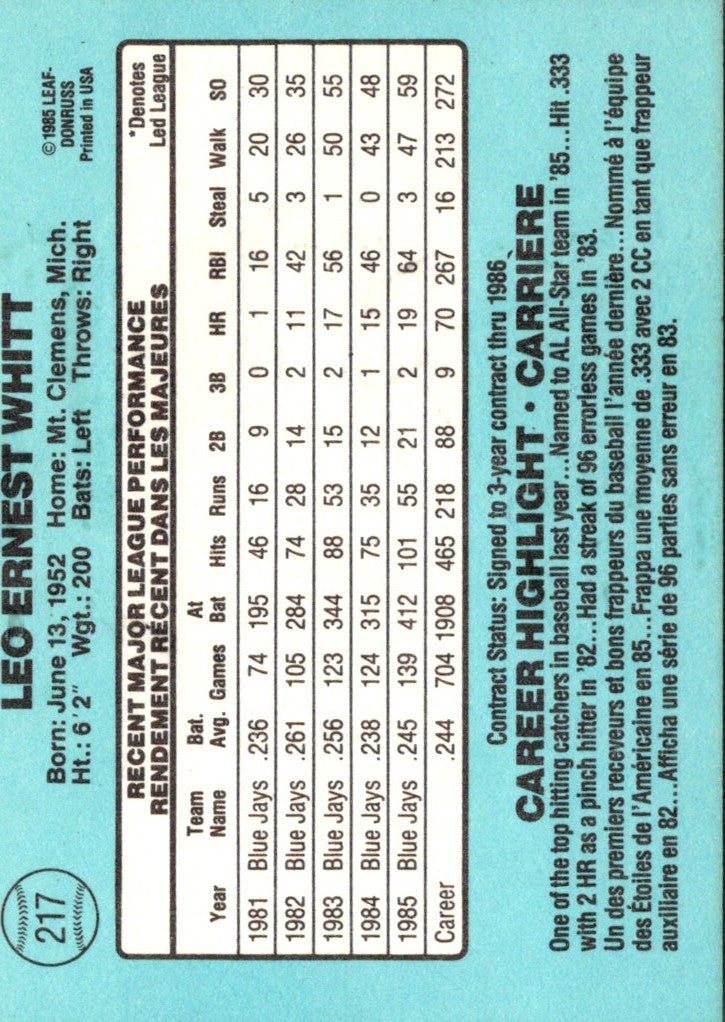 217
LEO ERNEST WHITT
Born: June 13, 1952 Home: Mt. Clemens, Mich.
Ht.: 6'2" Wgt.: 200 Bats: Left Throws: Right
© 1985 LEAF-
DONRUSS
Printed in USA
RECENT MAJOR LEAGUE PERFORMANCE
RENDEMENT RÉCENT DANS LES MAJEURES
*Denotes
Led League
Year Team Name Bat. Avg. Games At Bat Hits Runs 2B 3B HR RBI Steal Walk SO
1981 Blue Jays .236 74 195 46 16 9 0 1 16 5 20 30
1982 Blue Jays .261 105 284 74 28 14 2 11 42 3 26 35
1983 Blue Jays .256 123 344 88 53 15 2 17 56 1 50 55
1984 Blue Jays .238 124 315 75 35 12 1 15 46 0 43 48
1985 Blue Jays .245 139 412 101 55 21 2 19 64 3 47 59
Career .244 704 1908 465 218 88 9 70 267 16 213 272
Contract Status: Signed to 3-year contract thru 1986
CAREER HIGHLIGHT • CARRIÈRE
One of the top hitting catchers in baseball last year...Named to AL All-Star team in '85...Hit .333
with 2 HR as a pinch hitter in '82...Had a streak of 96 errorless games in '83.
Un des premiers receveurs et bons frappeurs du baseball l'année dernière...Nommé à l'équipe
des Étoiles de l'Américaine en 85...Frappa une moyenne de .333 avec 2 CC en tant que frappeur
auxiliaire en 82...Afficha une série de 96 parties sans erreur en 83.